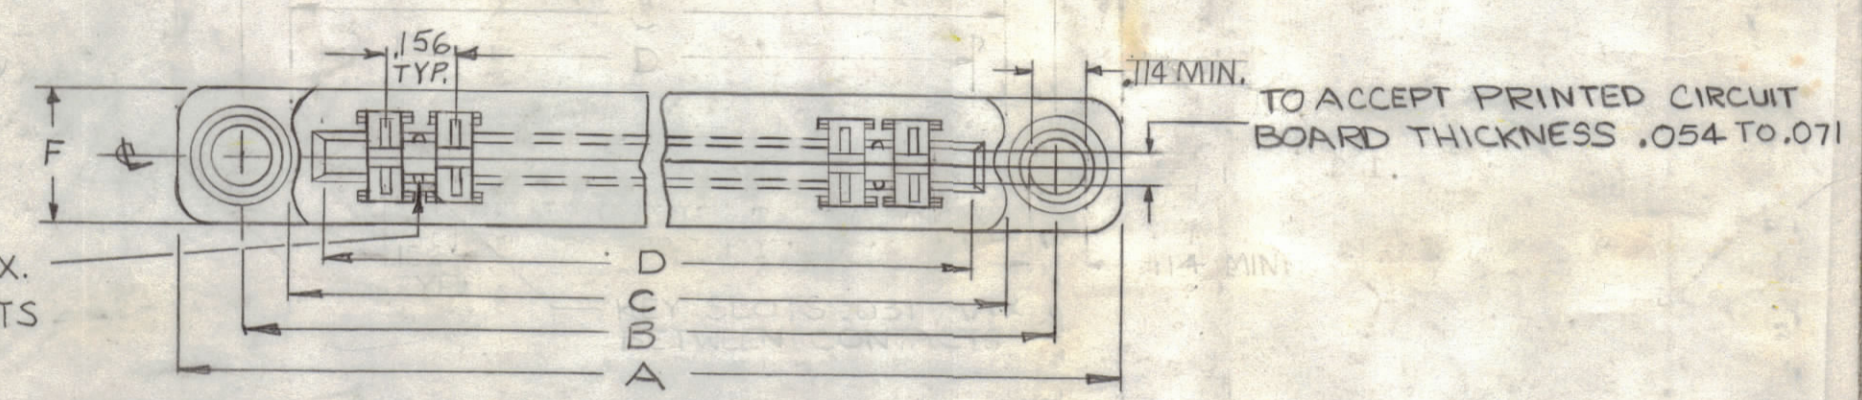 .156
TYP.
.114 MIN.
TO ACCEPT PRINTED CIRCUIT
BOARD THICKNESS .054 TO .071
F
℄
X.
TS
D
C
B
A